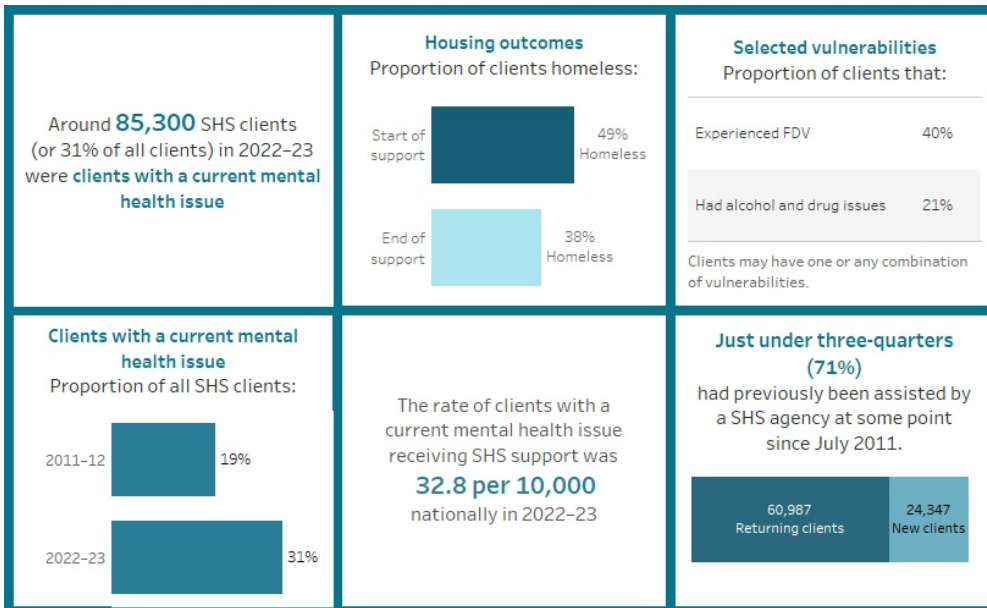 Around 85,300 SHS clients
(or 31% of all clients) in 2022–23
were clients with a current mental
health issue
Housing outcomes
Proportion of clients homeless:
Start of
support
49%
Homeless
End of
support
38%
Homeless
Selected vulnerabilities
Proportion of clients that:
Experienced FDV 40%
Had alcohol and drug issues 21%
Clients may have one or any combination
of vulnerabilities.
Clients with a current mental
health issue
Proportion of all SHS clients:
2011–12 19%
2022–23 31%
The rate of clients with a
current mental health issue
receiving SHS support was
32.8 per 10,000
nationally in 2022–23
Just under three-quarters
(71%)
had previously been assisted by
a SHS agency at some point
since July 2011.
60,987
Returning clients
24,347
New clients